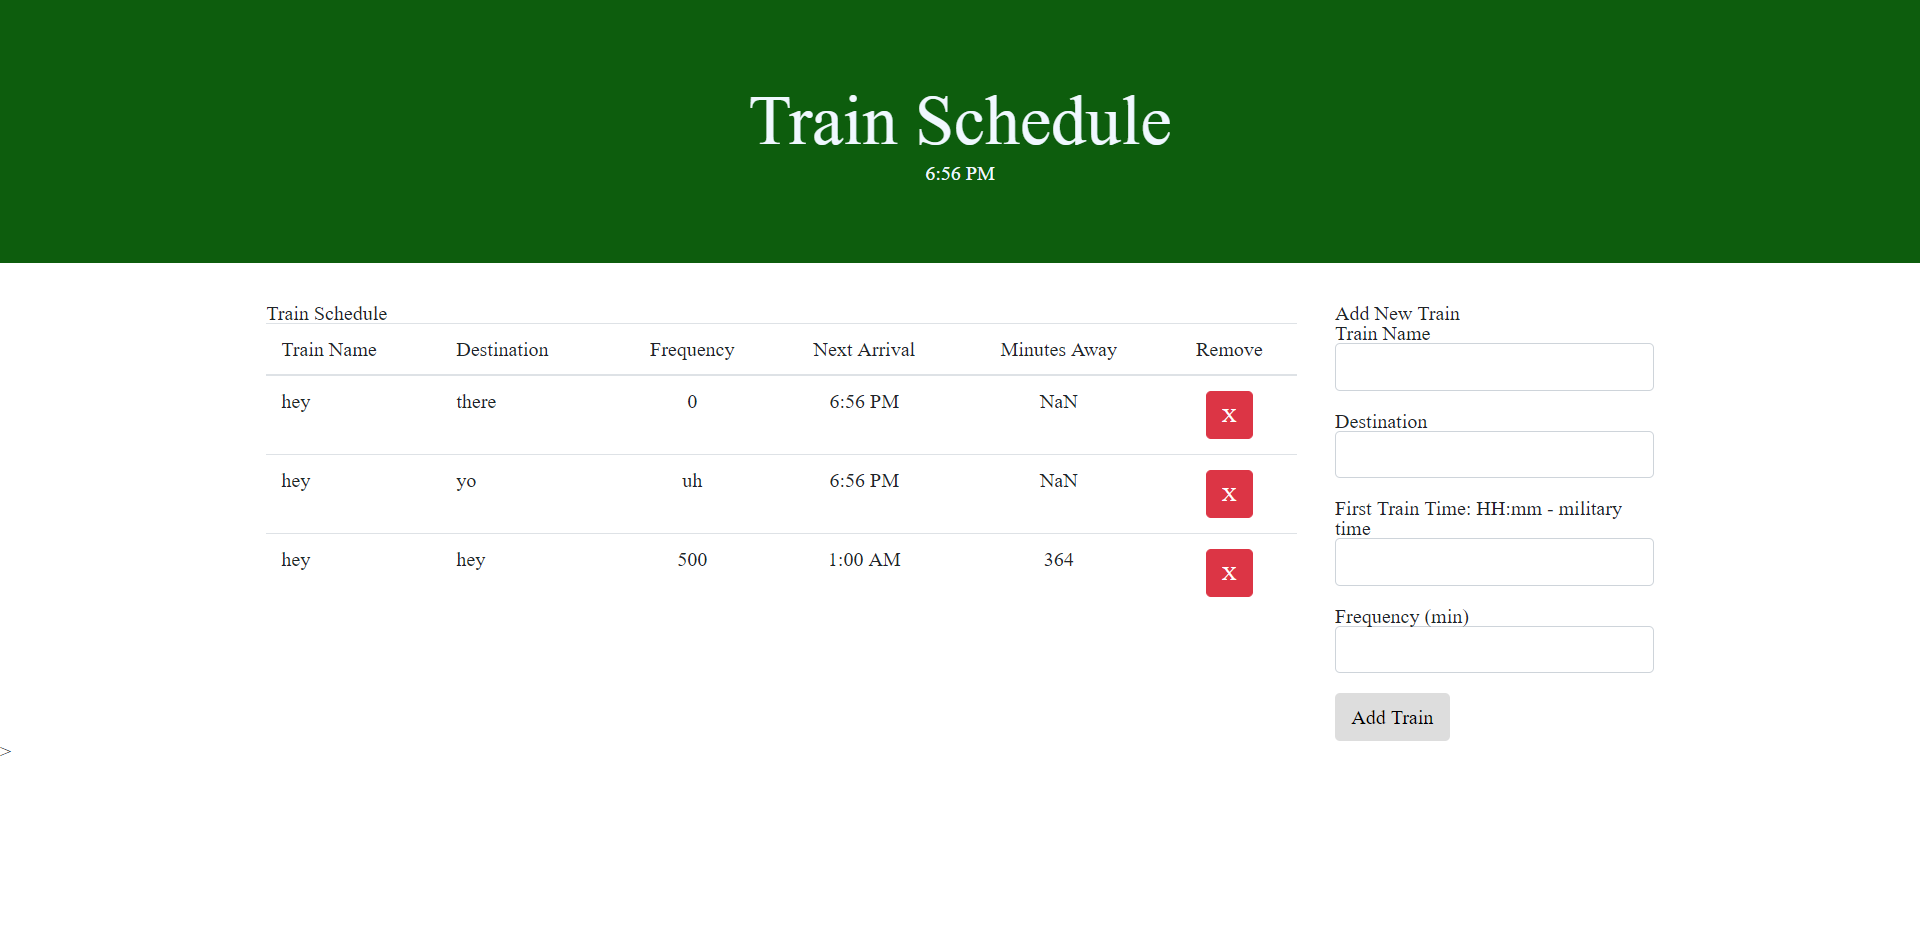 Train Schedule
6:56 PM
Train Schedule
Train Name Destination Frequency Next Arrival Minutes Away Remove
hey there 0 6:56 PM NaN X
hey yo uh 6:56 PM NaN X
hey hey 500 1:00 AM 364 X
Add New Train
Train Name
Destination
First Train Time: HH:mm - military
time
Frequency (min)
Add Train
>